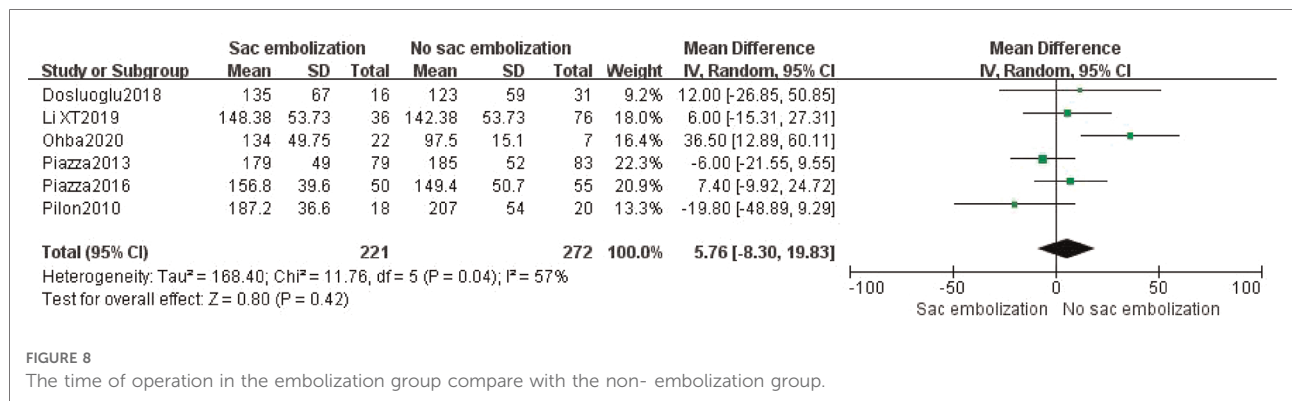 Sac embolization No sac embolization Mean Difference Mean Difference
Study or Subgroup Mean SD Total Mean SD Total Weight IV, Random, 95% CI IV, Random, 95% CI
Dosluoglu2018 135 67 16 123 59 31 9.2% 12.00 [-26.85, 50.85]
Li XT2019 148.38 53.73 36 142.38 53.73 76 18.0% 6.00 [-15.31, 27.31]
Ohba2020 134 49.75 22 97.5 15.1 7 16.4% 36.50 [12.89, 60.11]
Piazza2013 179 49 79 185 52 83 22.3% -6.00 [-21.55, 9.55]
Piazza2016 156.8 39.6 50 149.4 50.7 55 20.9% 7.40 [-9.92, 24.72]
Pilon2010 187.2 36.6 18 207 54 20 13.3% -19.80 [-48.89, 9.29]
Total (95% CI) 221 272 100.0% 5.76 [-8.30, 19.83]
Heterogeneity: Tau² = 168.40; Chi² = 11.76, df = 5 (P = 0.04); I² = 57%
Test for overall effect: Z = 0.80 (P = 0.42)
-100 -50 0 50 100
Sac embolization No sac embolization
FIGURE 8
The time of operation in the embolization group compare with the non- embolization group.